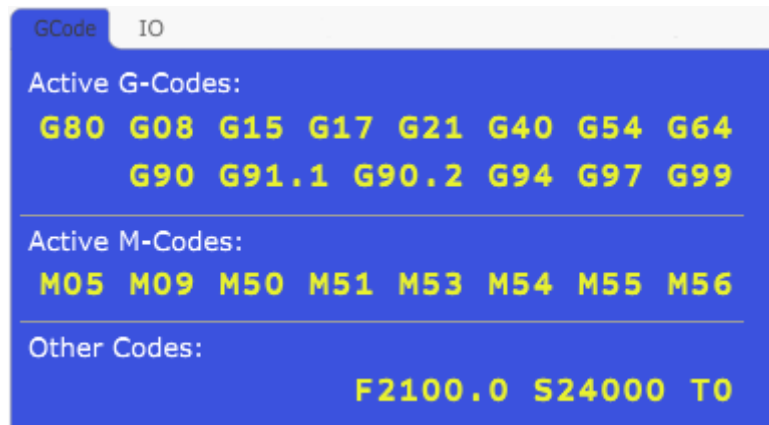 GCode IO
Active G-Codes:
G80 G08 G15 G17 G21 G40 G54 G64
G90 G91.1 G90.2 G94 G97 G99
Active M-Codes:
M05 M09 M50 M51 M53 M54 M55 M56
Other Codes:
F2100.0 S24000 T0